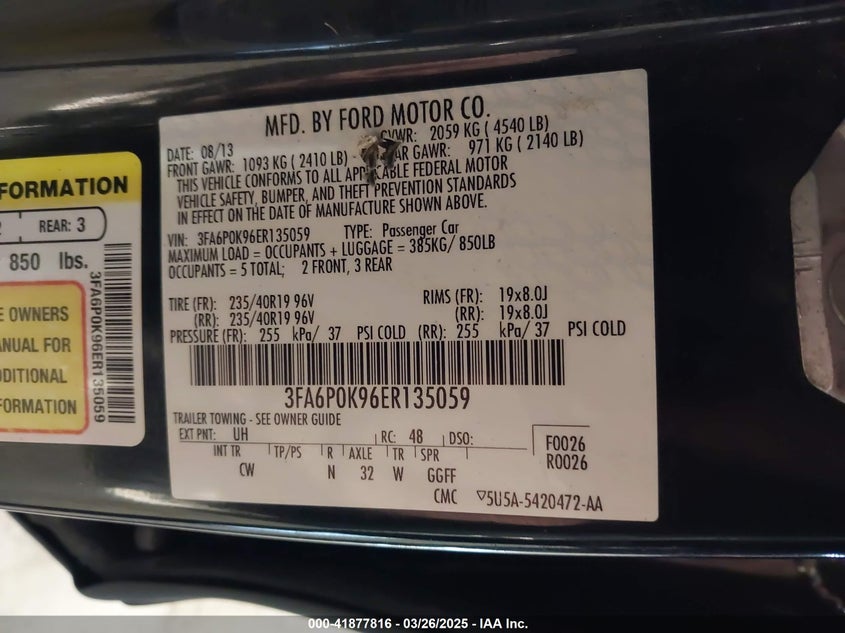 FORMATION
REAR: 3
850 lbs.
E OWNERS
ANUAL FOR
DDITIONAL
FORMATION
3FA6P0K96ER135059
MFD. BY FORD MOTOR CO.
DATE: 08/13 GVWR: 2059 KG ( 4540 LB)
FRONT GAWR: 1093 KG ( 2410 LB) - AR GAWR: 971 KG ( 2140 LB)
THIS VEHICLE CONFORMS TO ALL APPLICABLE FEDERAL MOTOR
VEHICLE SAFETY, BUMPER, AND THEFT PREVENTION STANDARDS
IN EFFECT ON THE DATE OF MANUFACTURE SHOWN ABOVE.
VIN: 3FA6P0K96ER135059 TYPE: Passenger Car
MAXIMUM LOAD = OCCUPANTS + LUGGAGE = 385KG/ 850LB
OCCUPANTS = 5 TOTAL; 2 FRONT, 3 REAR
TIRE (FR): 235/40R19 96V RIMS (FR): 19x8.0J
(RR): 235/40R19 96V (RR): 19x8.0J
PRESSURE (FR): 255 kPa/ 37 PSI COLD (RR): 255 kPa/ 37 PSI COLD
3FA6P0K96ER135059
TRAILER TOWING - SEE OWNER GUIDE
EXT PNT: UH RC: 48 DSO: F0026
INT TR TP/PS R AXLE TR SPR R0026
CW N 32 W GGFF
CMC ▽5U5A-5420472-AA
000-41877816 - 03/26/2025 - IAA Inc.